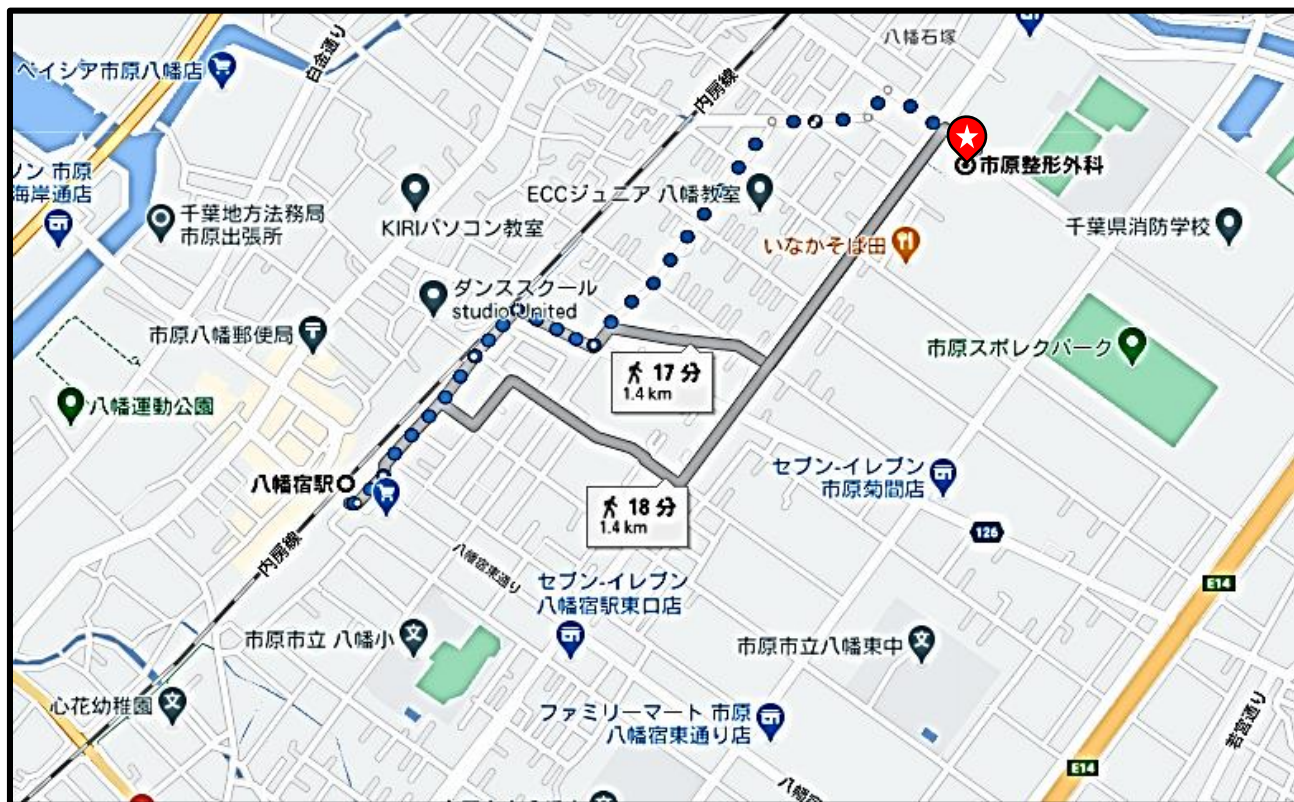 八幡石塚
ベイシア市原八幡店
白金通り
内房線
市原
海岸通店
千葉地方法務局
市原出張所
KIRIパソコン教室
ECCジュニア 八幡教室
市原整形外科
いなかそば田
千葉県消防学校
ダンススクール
studio United
市原八幡郵便局
市原スポレクパーク
17 分
1.4 km
八幡運動公園
八幡宿駅
セブン-イレブン
市原菊間店
18 分
1.4 km
126
内房線
八幡宿東通り
セブン-イレブン
八幡宿駅東口店
E14
市原市立 八幡小
市原市立八幡東中
心花幼稚園
ファミリーマート 市原
八幡宿東通り店
若宮通り
E14